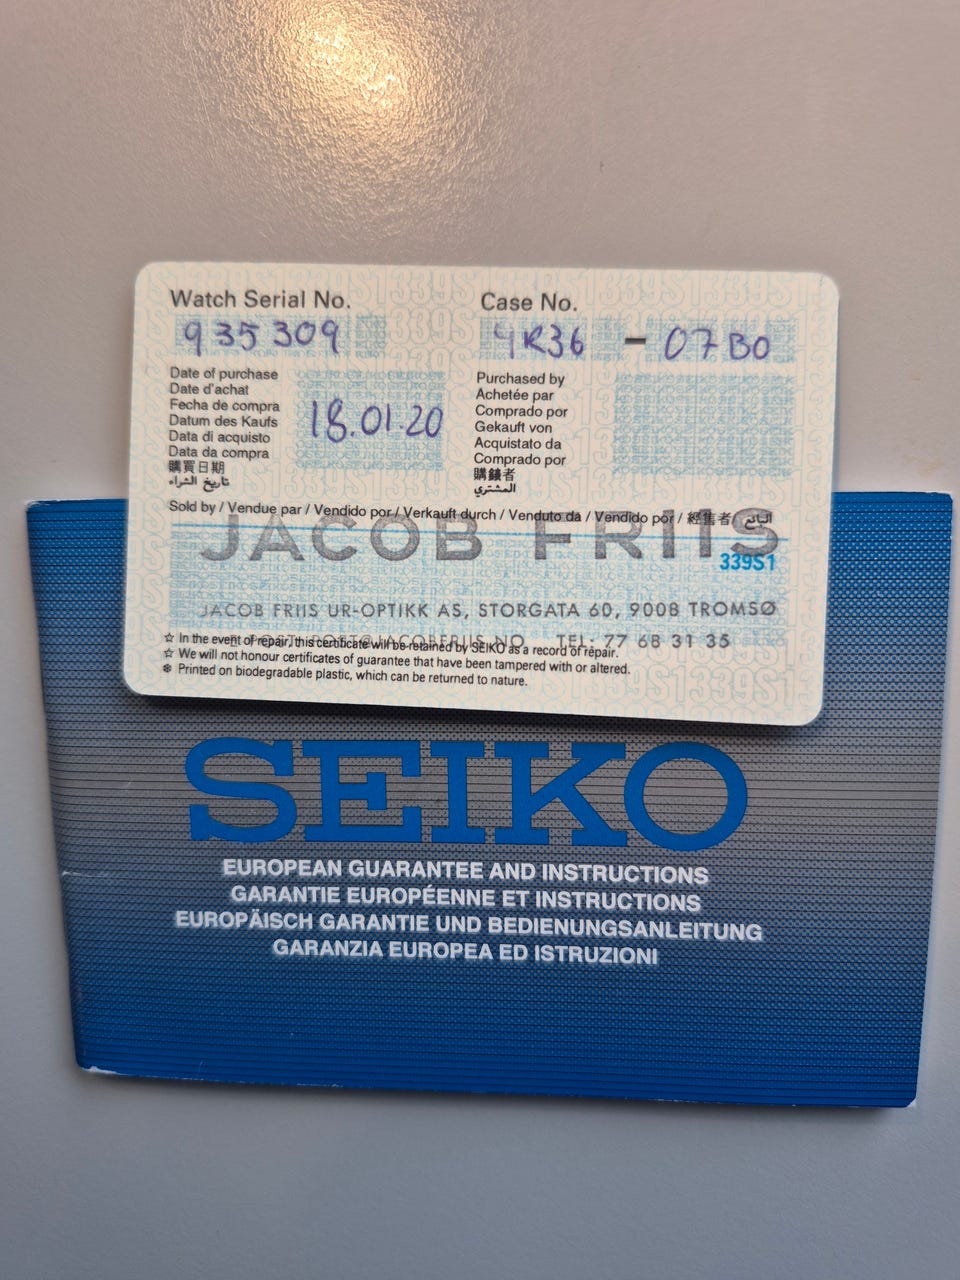 Watch Serial No.
935309
Case No.
4R36 - 07B0
Date of purchase
Date d'achat
Fecha de compra
Datum des Kaufs
Data di acquisto
Data da compra
購買日期
تاريخ الشراء
18.01.20
Purchased by
Achetée par
Comprado por
Gekauft von
Acquistato da
Comprado por
購錶者
المشتري
Sold by / Vendue par / Vendido por / Verkauft durch / Venduto da / Vendido por / 經售者 / البائع
JACOB FRIIS
339S1
JACOB FRIIS UR-OPTIKK AS, STORGATA 60, 9008 TROMSØ
POST@JACOBFRIIS.NO TEL: 77 68 31 35
☆ In the event of repair, this certificate will be retained by SEIKO as a record of repair.
☆ We will not honour certificates of guarantee that have been tampered with or altered.
❄ Printed on biodegradable plastic, which can be returned to nature.
SEIKO
EUROPEAN GUARANTEE AND INSTRUCTIONS
GARANTIE EUROPÉENNE ET INSTRUCTIONS
EUROPÄISCH GARANTIE UND BEDIENUNGSANLEITUNG
GARANZIA EUROPEA ED ISTRUZIONI